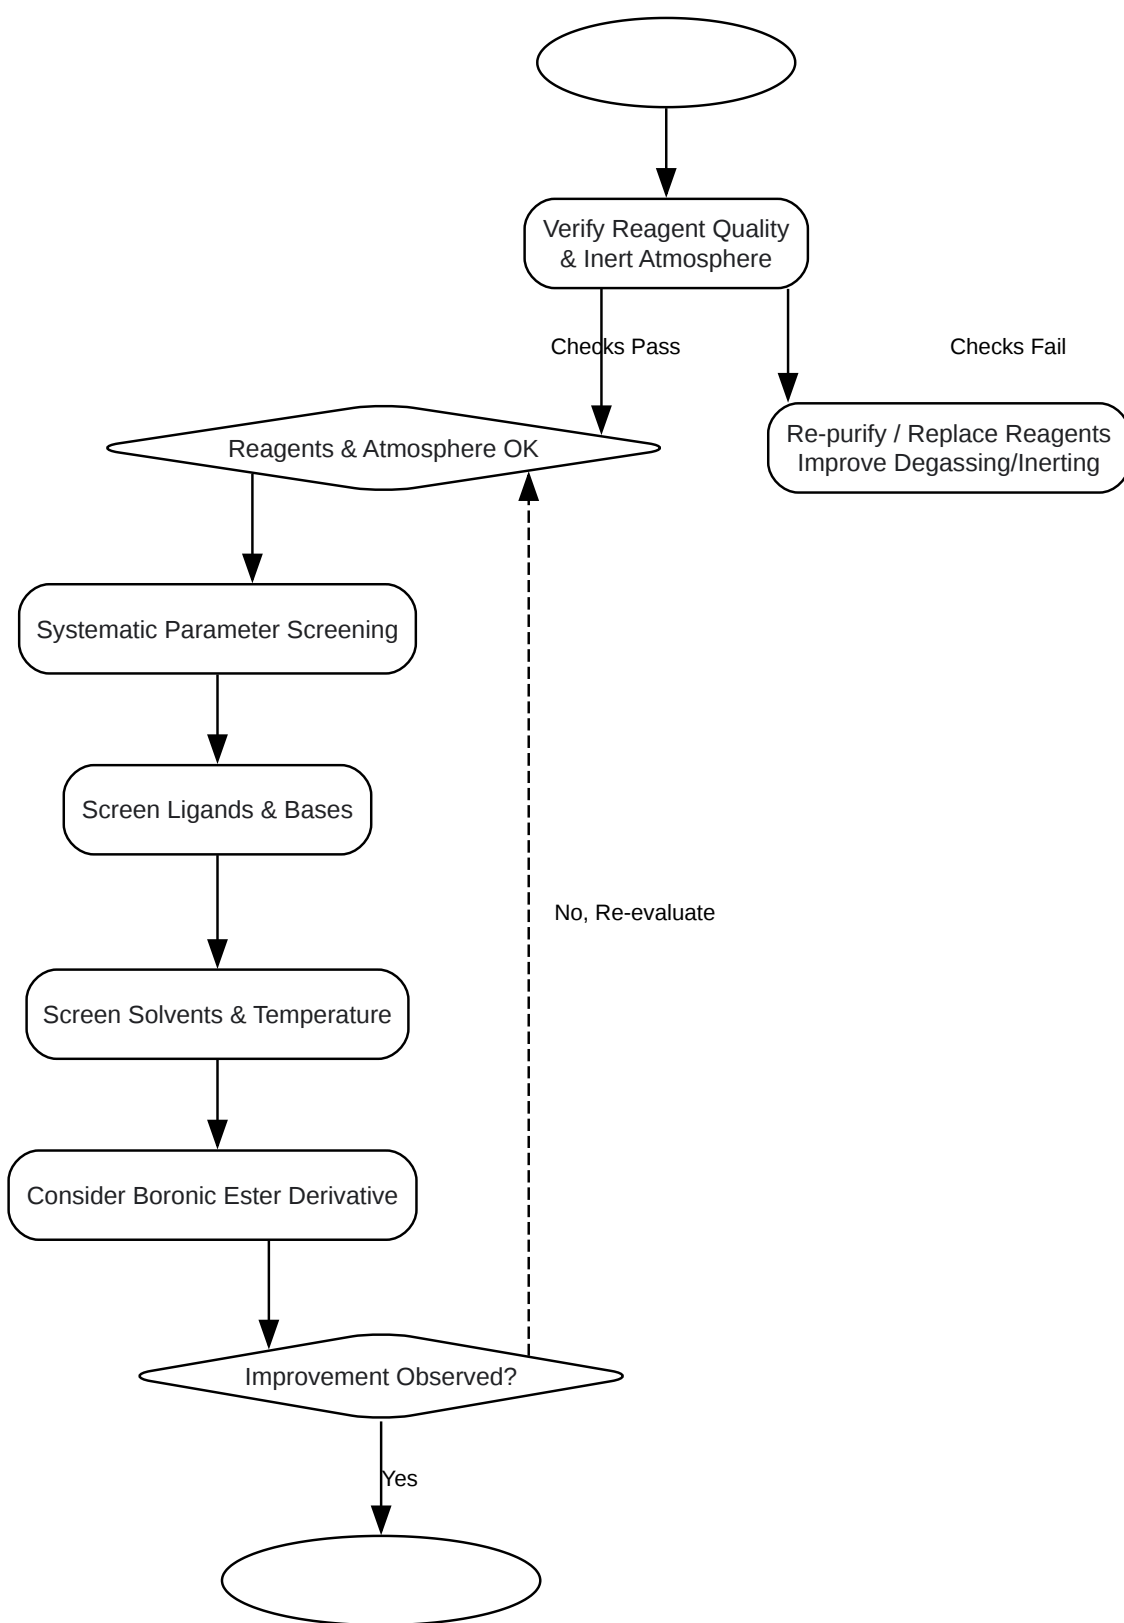 Verify Reagent Quality
& Inert Atmosphere
Checks Pass
Checks Fail
Reagents & Atmosphere OK
Re-purify / Replace Reagents
Improve Degassing/Inerting
Systematic Parameter Screening
Screen Ligands & Bases
No, Re-evaluate
Screen Solvents & Temperature
Consider Boronic Ester Derivative
Improvement Observed?
Yes